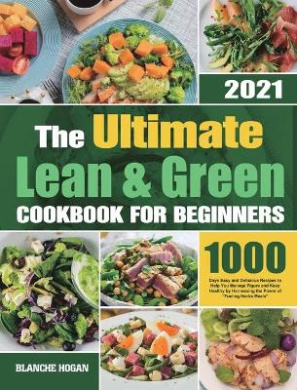 2021
The Ultimate
Lean & Green
COOKBOOK FOR BEGINNERS
1000
Days Easy and Delicious Recipes to
Help You Manage Figure and Keep
Healthy by Harnessing the Power of
"Fueling Hacks Meals"
BLANCHE HOGAN